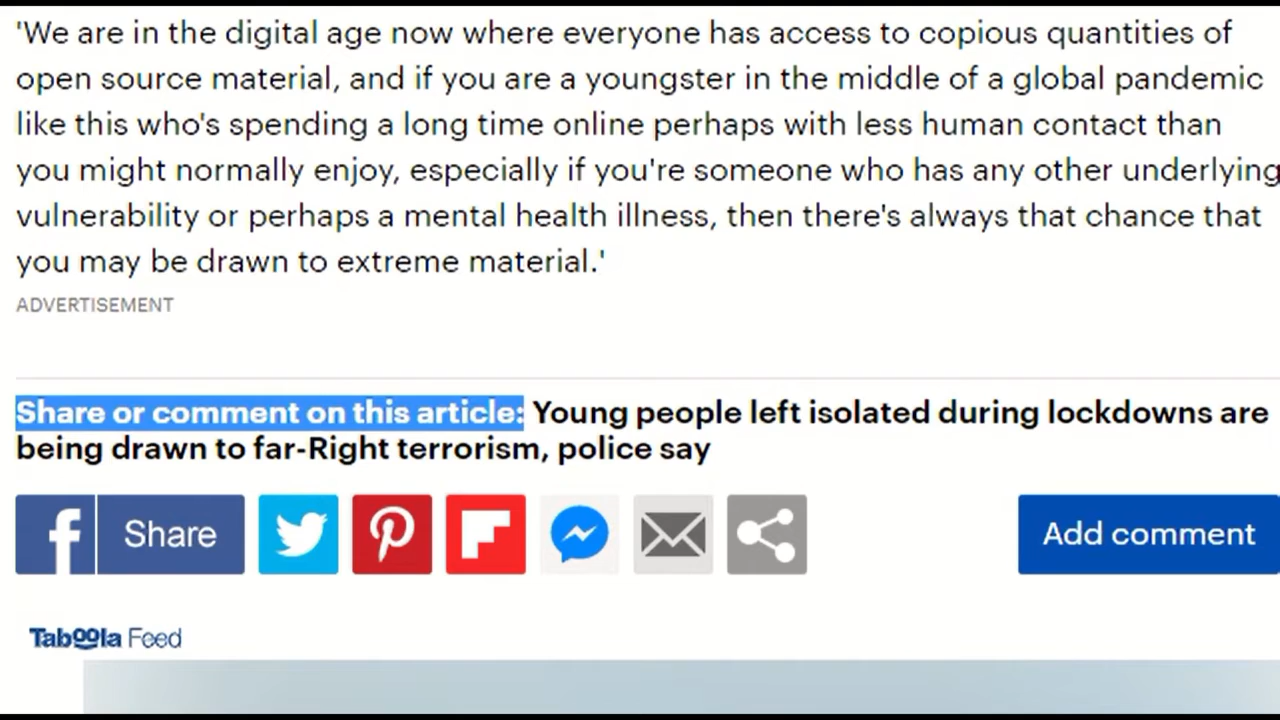 'We are in the digital age now where everyone has access to copious quantities of
open source material, and if you are a youngster in the middle of a global pandemic
like this who's spending a long time online perhaps with less human contact than
you might normally enjoy, especially if you're someone who has any other underlying
vulnerability or perhaps a mental health illness, then there's always that chance that
you may be drawn to extreme material.'
ADVERTISEMENT
Share or comment on this article: Young people left isolated during lockdowns are
being drawn to far-Right terrorism, police say
Share
Add comment
Taboola Feed